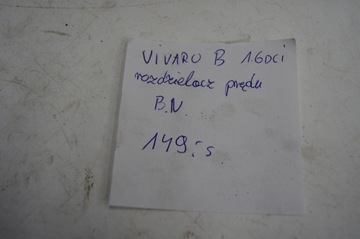 VIVARO B 1.6DCI
rozdzielacz prądu
B.N.
149,-s